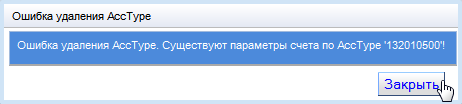 Ошибка удаления AccType
Ошибка удаления AccType. Существуют параметры счета по AccType '132010500'!
Закрыть